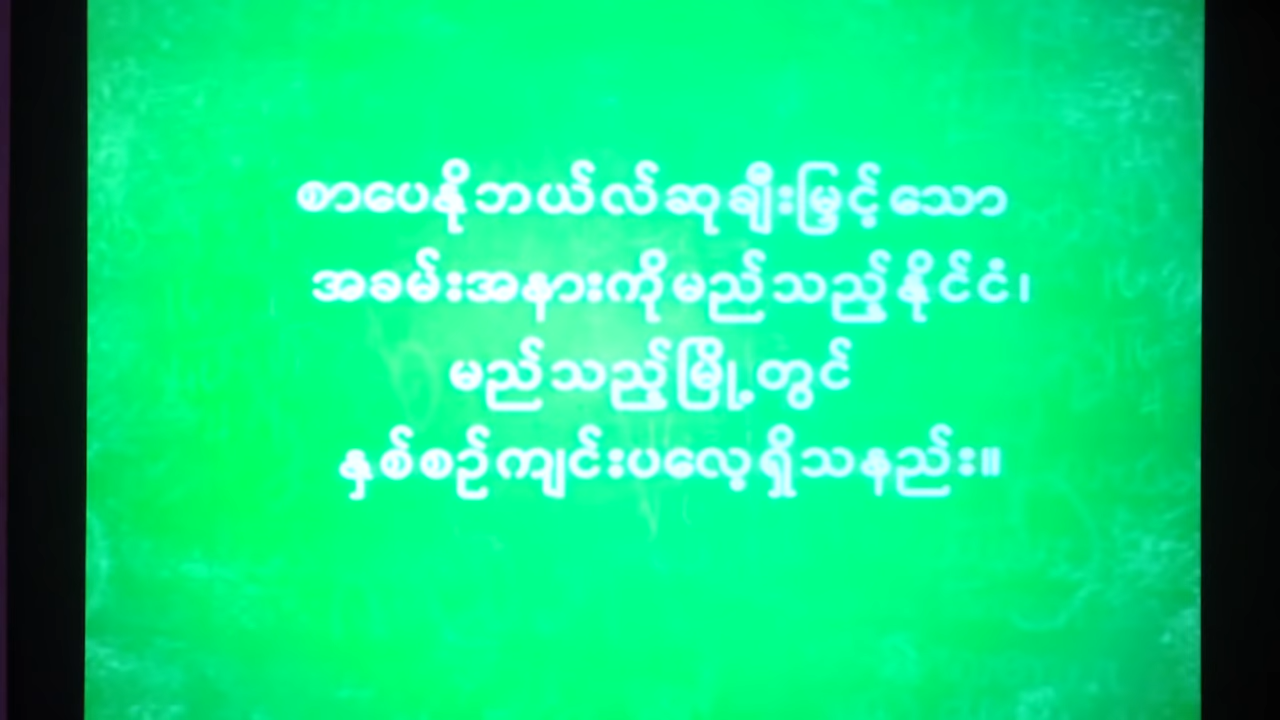 စာပေနိုဘယ်လ်ဆုချီးမြှင့်သော
အခမ်းအနားကိုမည်သည့်နိုင်ငံ၊
မည်သည့်မြို့တွင်
နှစ်စဉ်ကျင်းပလေ့ရှိသနည်း။